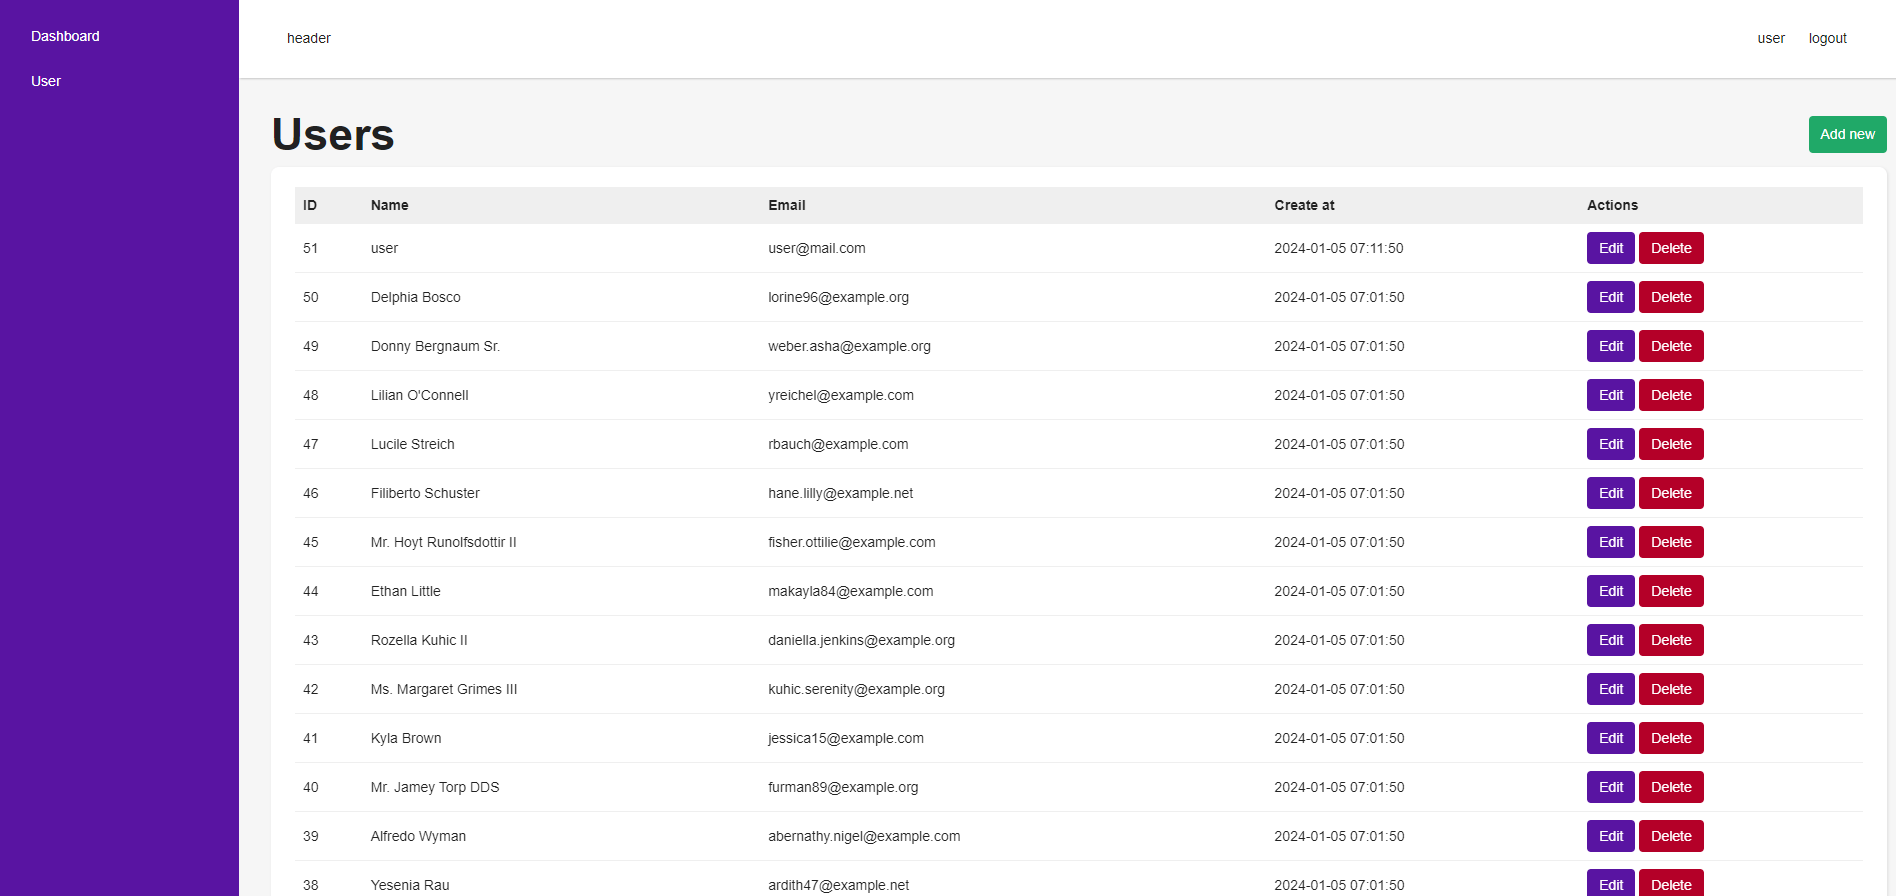 Dashboard
User
header
user logout
Users
Add new
ID Name Email Create at Actions
51 user user@mail.com 2024-01-05 07:11:50 Edit Delete
50 Delphia Bosco lorine96@example.org 2024-01-05 07:01:50 Edit Delete
49 Donny Bergnaum Sr. weber.asha@example.org 2024-01-05 07:01:50 Edit Delete
48 Lilian O'Connell yreichel@example.com 2024-01-05 07:01:50 Edit Delete
47 Lucile Streich rbauch@example.com 2024-01-05 07:01:50 Edit Delete
46 Filiberto Schuster hane.lilly@example.net 2024-01-05 07:01:50 Edit Delete
45 Mr. Hoyt Runolfsdottir II fisher.ottilie@example.com 2024-01-05 07:01:50 Edit Delete
44 Ethan Little makayla84@example.com 2024-01-05 07:01:50 Edit Delete
43 Rozella Kuhic II daniella.jenkins@example.org 2024-01-05 07:01:50 Edit Delete
42 Ms. Margaret Grimes III kuhic.serenity@example.org 2024-01-05 07:01:50 Edit Delete
41 Kyla Brown jessica15@example.com 2024-01-05 07:01:50 Edit Delete
40 Mr. Jamey Torp DDS furman89@example.org 2024-01-05 07:01:50 Edit Delete
39 Alfredo Wyman abernathy.nigel@example.com 2024-01-05 07:01:50 Edit Delete
38 Yesenia Rau ardith47@example.net 2024-01-05 07:01:50 Edit Delete